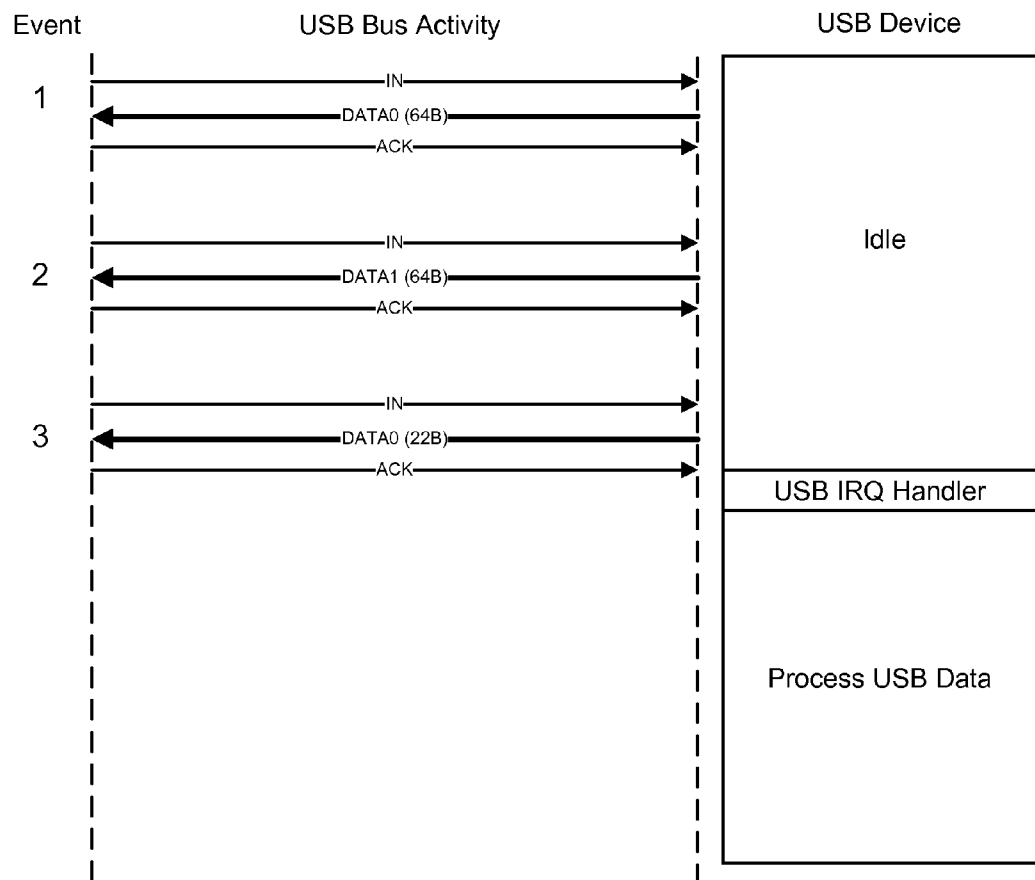 Event
USB Bus Activity
USB Device
IN
1
DATA0 (64B)
ACK
IN
Idle
2
DATA1 (64B)
ACK
IN
3
DATA0 (22B)
ACK
USB IRQ Handler
Process USB Data